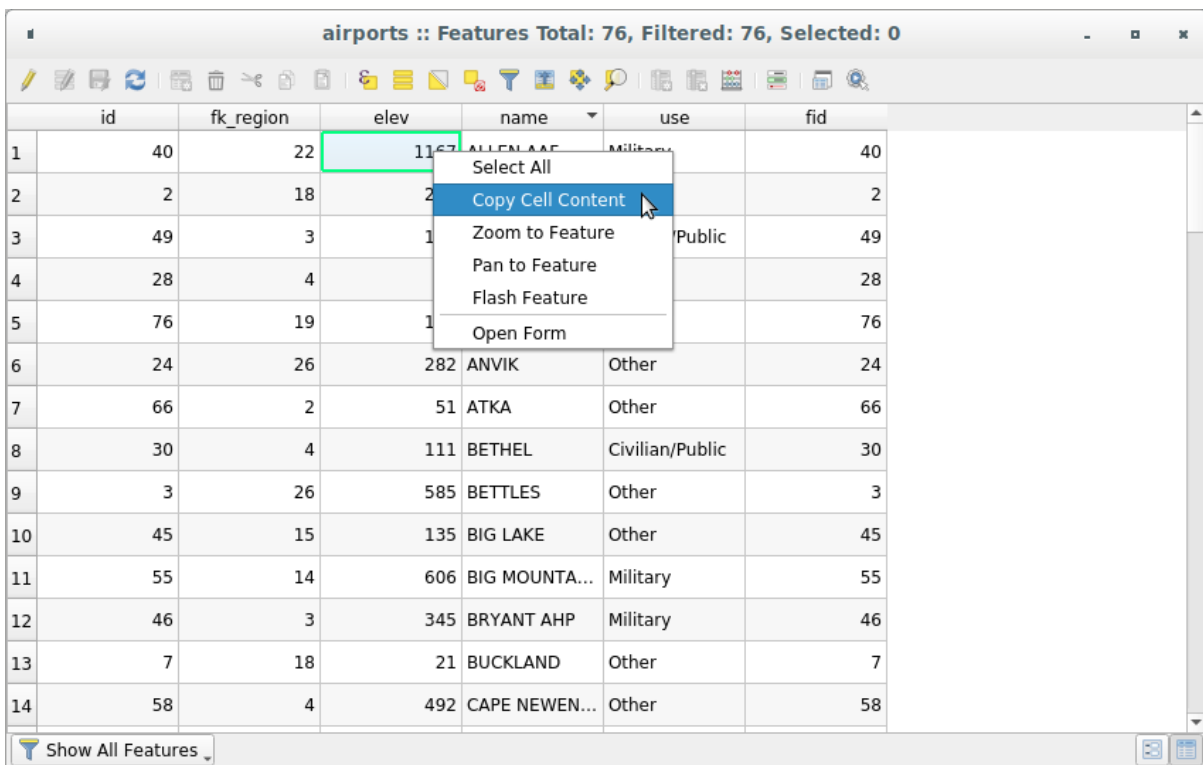 airports :: Features Total: 76, Filtered: 76, Selected: 0
id fk_region elev name use fid
1 40 22 1167 ALLEN AAF Military 40
Select All
2 2 18 2
Copy Cell Content
3 49 3 /Public 49
Zoom to Feature
4 28 4 28
Pan to Feature
Flash Feature
5 76 19 76
Open Form
6 24 26 282 ANVIK Other 24
7 66 2 51 ATKA Other 66
8 30 4 111 BETHEL Civilian/Public 30
9 3 26 585 BETTLES Other 3
10 45 15 135 BIG LAKE Other 45
11 55 14 606 BIG MOUNTA... Military 55
12 46 3 345 BRYANT AHP Military 46
13 7 18 21 BUCKLAND Other 7
14 58 4 492 CAPE NEWEN... Other 58
Show All Features